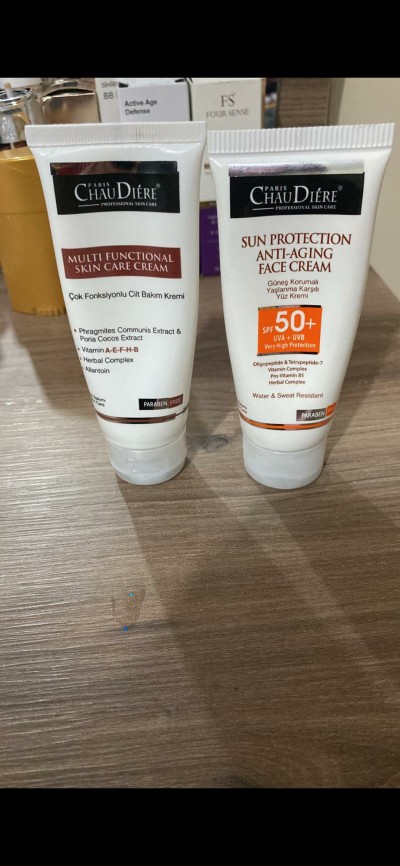 Active Age
Defense
FS
FOUR SENSE
BB
PARIS
CHAUDIÉRE®
PROFESSIONAL SKIN CARE
MULTI FUNCTIONAL
SKIN CARE CREAM
Çok Fonksiyonlu Cilt Bakım Kremi
• Phragmites Communis Extract &
Poria Cocos Extract
• Vitamin A-E-F-H-B
• Herbal Complex
• Allantoin
PARABEN FREE
PARIS
CHAUDIÉRE®
PROFESSIONAL SKIN CARE
SUN PROTECTION
ANTI-AGING
FACE CREAM
Güneş Korumalı
Yaşlanma Karşıtı
Yüz Kremi
SPF 50+
UVA + UVB
Very High Protection
Oligopeptide & Tetrapeptide-7
Vitamin Complex
Pro-Vitamin B5
Herbal Complex
Water & Sweat Resistant
PARABEN